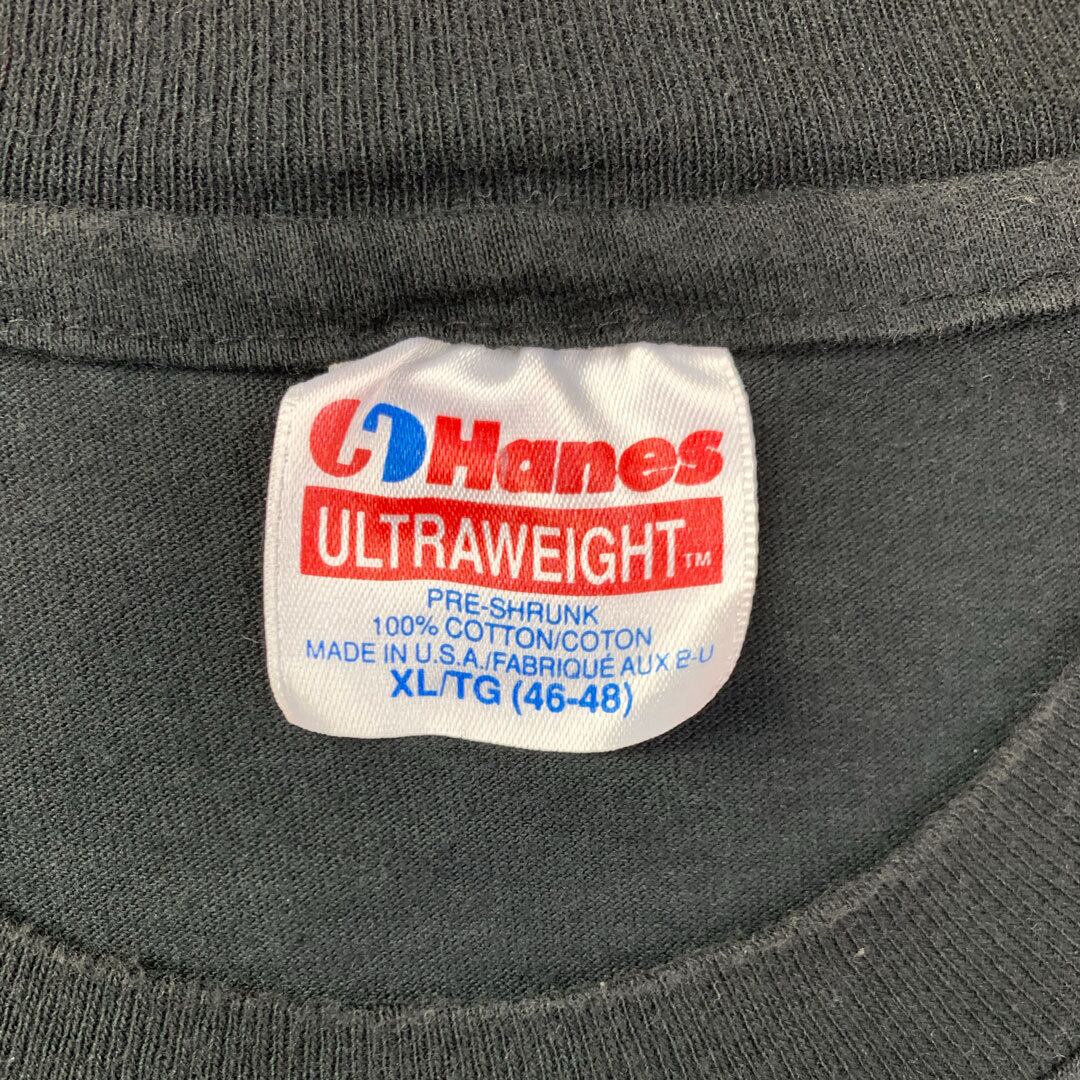 Hanes
ULTRAWEIGHT™
PRE-SHRUNK
100% COTTON/COTON
MADE IN U.S.A./FABRIQUÉ AUX E-U
XL/TG (46-48)